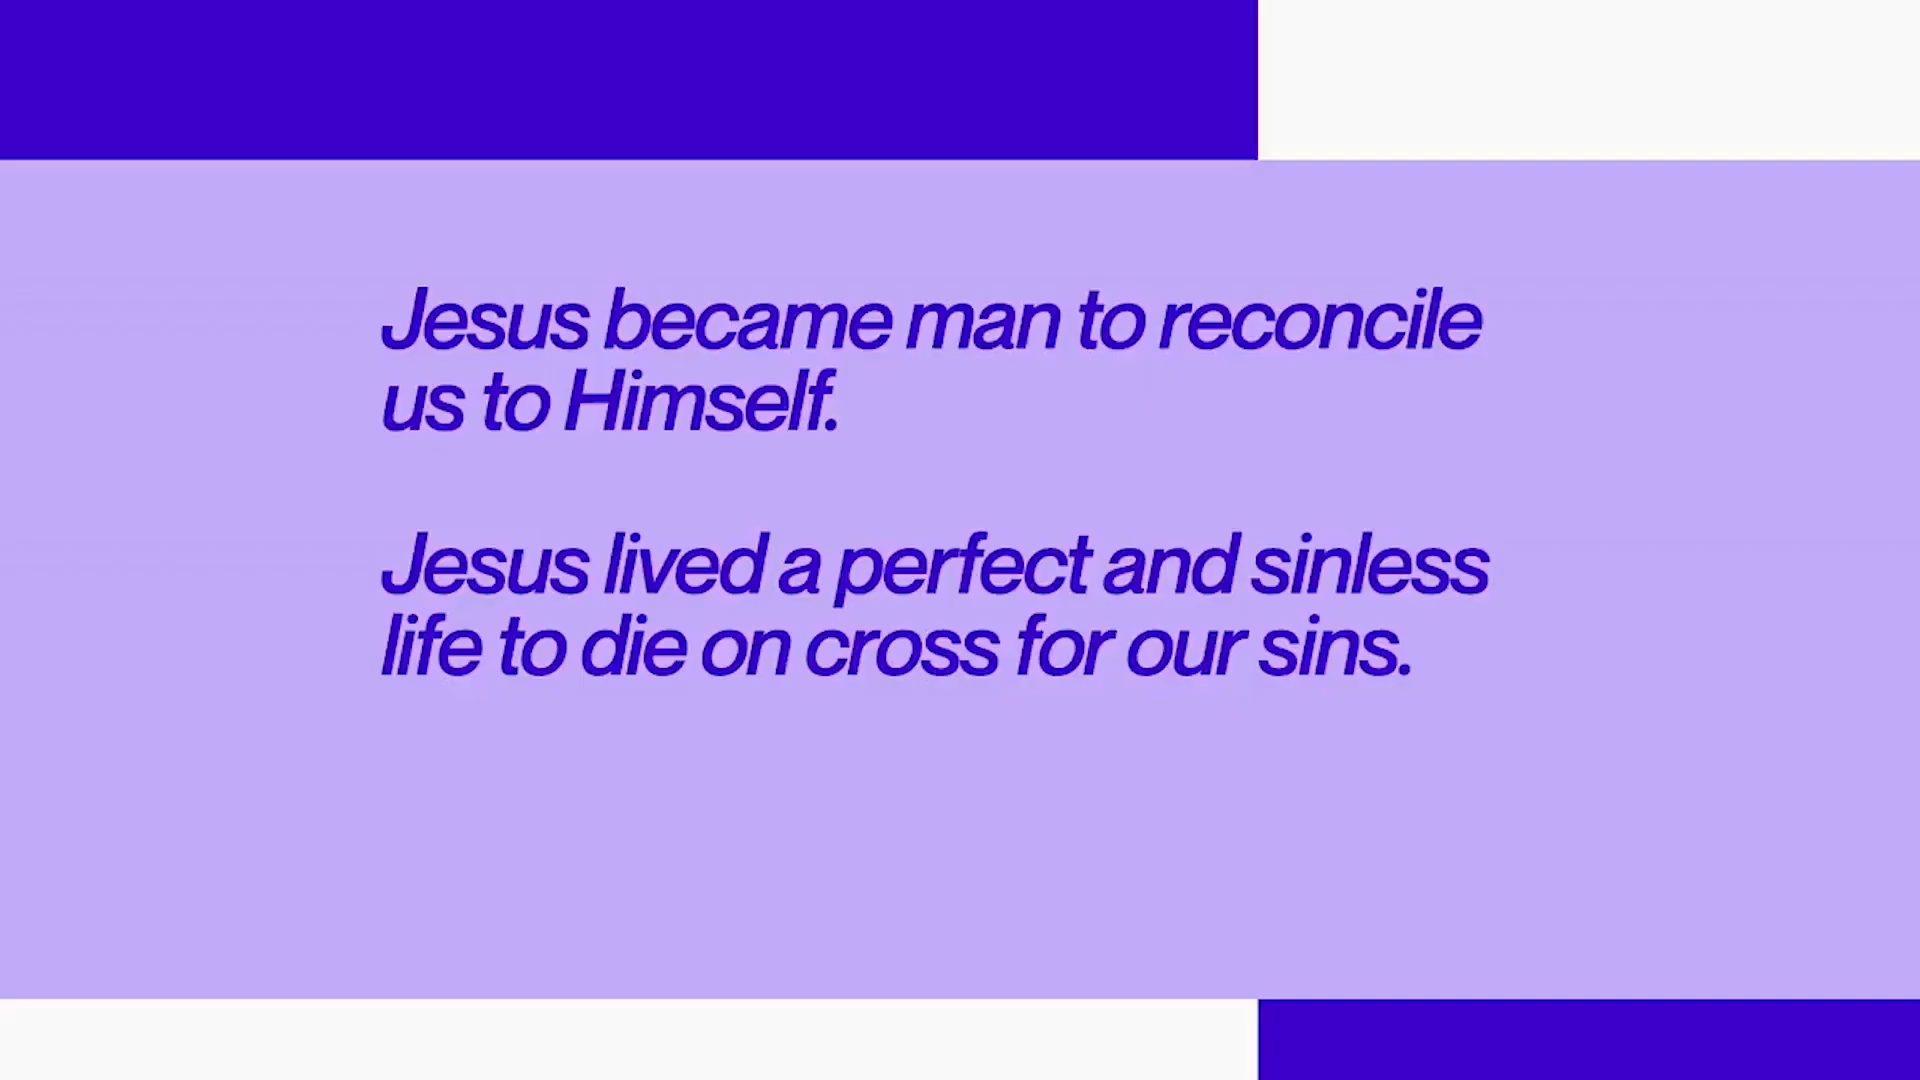 Jesus became man to reconcile
us to Himself.
Jesus lived a perfect and sinless
life to die on cross for our sins.